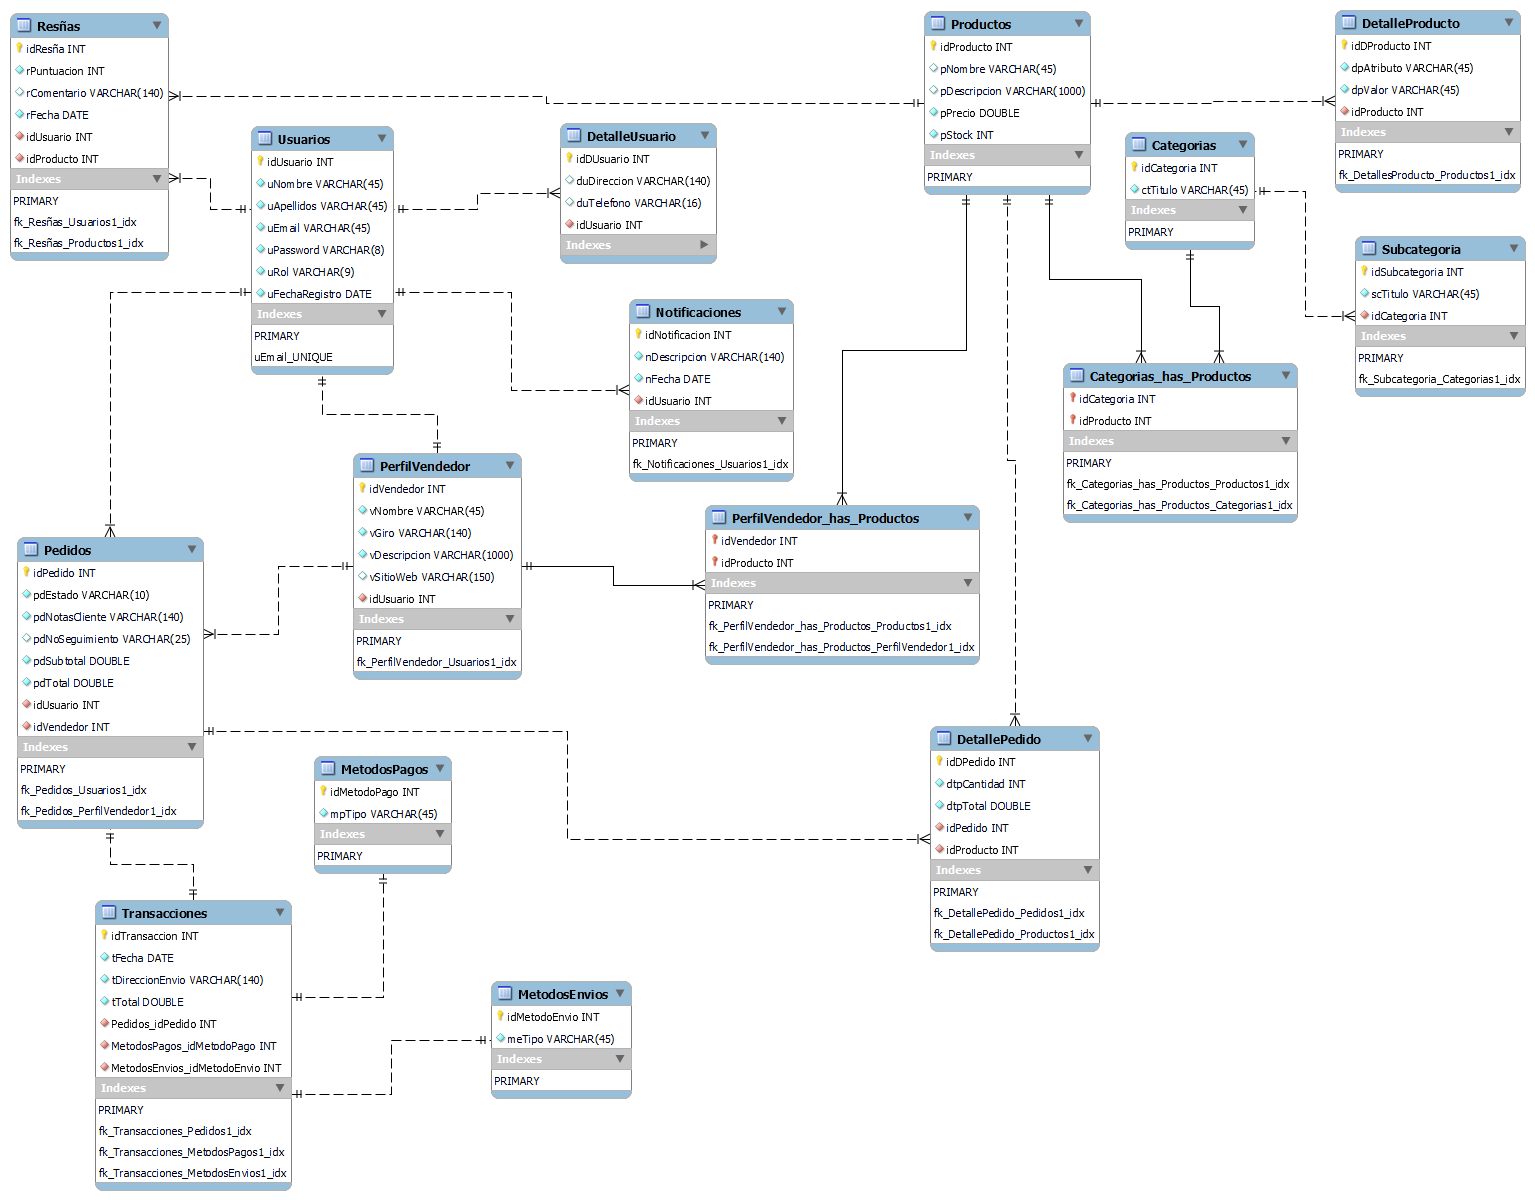 Resñas
idResña INT
rPuntuacion INT
rComentario VARCHAR(140)
rFecha DATE
idUsuario INT
idProducto INT
Indexes
PRIMARY
fk_Resñas_Usuarios1_idx
fk_Resñas_Productos1_idx
Usuarios
idUsuario INT
uNombre VARCHAR(45)
uApellidos VARCHAR(45)
uEmail VARCHAR(45)
uPassword VARCHAR(8)
uRol VARCHAR(9)
uFechaRegistro DATE
Indexes
PRIMARY
uEmail_UNIQUE
DetalleUsuario
idDUsuario INT
duDireccion VARCHAR(140)
duTelefono VARCHAR(16)
idUsuario INT
Indexes
Productos
idProducto INT
pNombre VARCHAR(45)
pDescripcion VARCHAR(1000)
pPrecio DOUBLE
pStock INT
Indexes
PRIMARY
DetalleProducto
idDProducto INT
dpAtributo VARCHAR(45)
dpValor VARCHAR(45)
idProducto INT
Indexes
PRIMARY
fk_DetallesProducto_Productos1_idx
Categorias
idCategoria INT
ctTitulo VARCHAR(45)
Indexes
PRIMARY
Subcategoria
idSubcategoria INT
scTitulo VARCHAR(45)
idCategoria INT
Indexes
PRIMARY
fk_Subcategoria_Categorias1_idx
Notificaciones
idNotificacion INT
nDescripcion VARCHAR(140)
nFecha DATE
idUsuario INT
Indexes
PRIMARY
fk_Notificaciones_Usuarios1_idx
Categorias_has_Productos
idCategoria INT
idProducto INT
Indexes
PRIMARY
fk_Categorias_has_Productos_Productos1_idx
fk_Categorias_has_Productos_Categorias1_idx
PerfilVendedor
idVendedor INT
vNombre VARCHAR(45)
vGiro VARCHAR(140)
vDescripcion VARCHAR(1000)
vSitioWeb VARCHAR(150)
idUsuario INT
Indexes
PRIMARY
fk_PerfilVendedor_Usuarios1_idx
PerfilVendedor_has_Productos
idVendedor INT
idProducto INT
Indexes
PRIMARY
fk_PerfilVendedor_has_Productos_Productos1_idx
fk_PerfilVendedor_has_Productos_PerfilVendedor1_idx
Pedidos
idPedido INT
pdEstado VARCHAR(10)
pdNotasCliente VARCHAR(140)
pdNoSeguimiento VARCHAR(25)
pdSubtotal DOUBLE
pdTotal DOUBLE
idUsuario INT
idVendedor INT
Indexes
PRIMARY
fk_Pedidos_Usuarios1_idx
fk_Pedidos_PerfilVendedor1_idx
MetodosPagos
idMetodoPago INT
mpTipo VARCHAR(45)
Indexes
PRIMARY
DetallePedido
idDPedido INT
dtpCantidad INT
dtpTotal DOUBLE
idPedido INT
idProducto INT
Indexes
PRIMARY
fk_DetallePedido_Pedidos1_idx
fk_DetallePedido_Productos1_idx
Transacciones
idTransaccion INT
tFecha DATE
tDireccionEnvio VARCHAR(140)
tTotal DOUBLE
Pedidos_idPedido INT
MetodosPagos_idMetodoPago INT
MetodosEnvios_idMetodoEnvio INT
Indexes
PRIMARY
fk_Transacciones_Pedidos1_idx
fk_Transacciones_MetodosPagos1_idx
fk_Transacciones_MetodosEnvios1_idx
MetodosEnvios
idMetodoEnvio INT
meTipo VARCHAR(45)
Indexes
PRIMARY